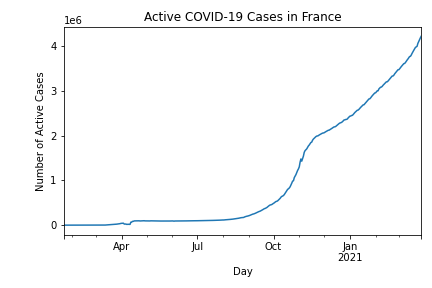 Active COVID-19 Cases in France
1e6
4
3
2
1
0
Number of Active Cases
Apr
Jul
Oct
Jan
2021
Day